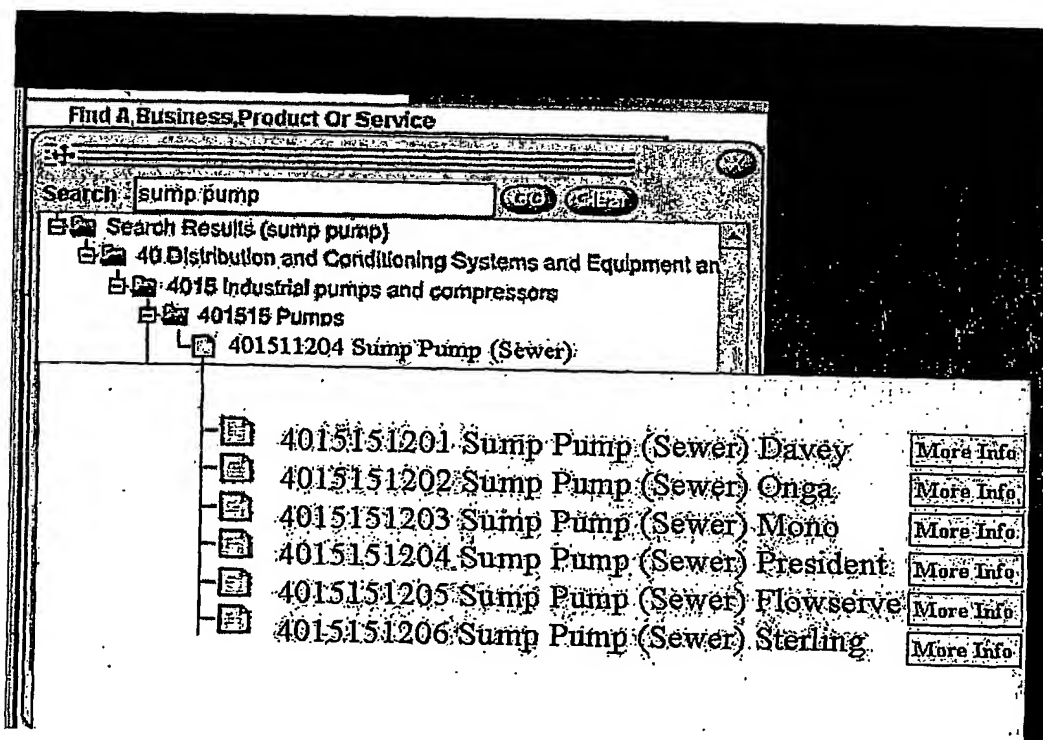 Find A Business,Product Or Service
Search sump pump GO Clear
Search Results (sump pump)
40 Distribution and Conditioning Systems and Equipment an
4015 Industrial pumps and compressors
401515 Pumps
401511204 Sump Pump (Sewer)
4015151201 Sump Pump (Sewer) Davey More Info
4015151202 Sump Pump (Sewer) Onga More Info
4015151203 Sump Pump (Sewer) Mono More Info
4015151204 Sump Pump (Sewer) President More Info
4015151205 Sump Pump (Sewer) Flowserve More Info
4015151206 Sump Pump (Sewer) Sterling More Info